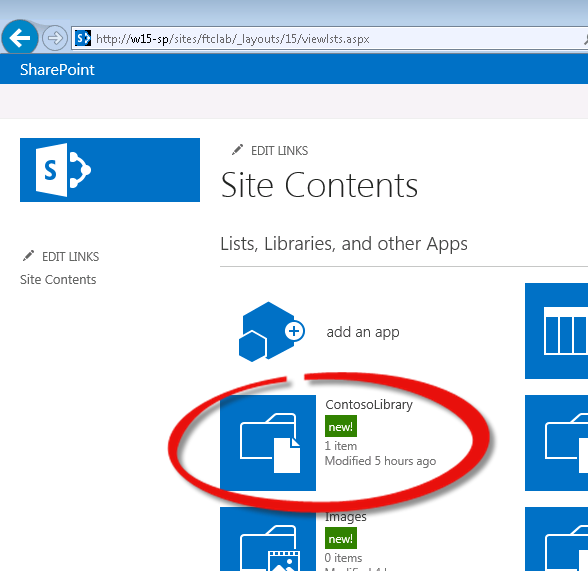 http://w15-sp/sites/ftclab/_layouts/15/viewlsts.aspx
SharePoint
S
EDIT LINKS
Site Contents
Lists, Libraries, and other Apps
EDIT LINKS
Site Contents
add an app
ContosoLibrary
new!
1 item
Modified 5 hours ago
Images
new!
0 items